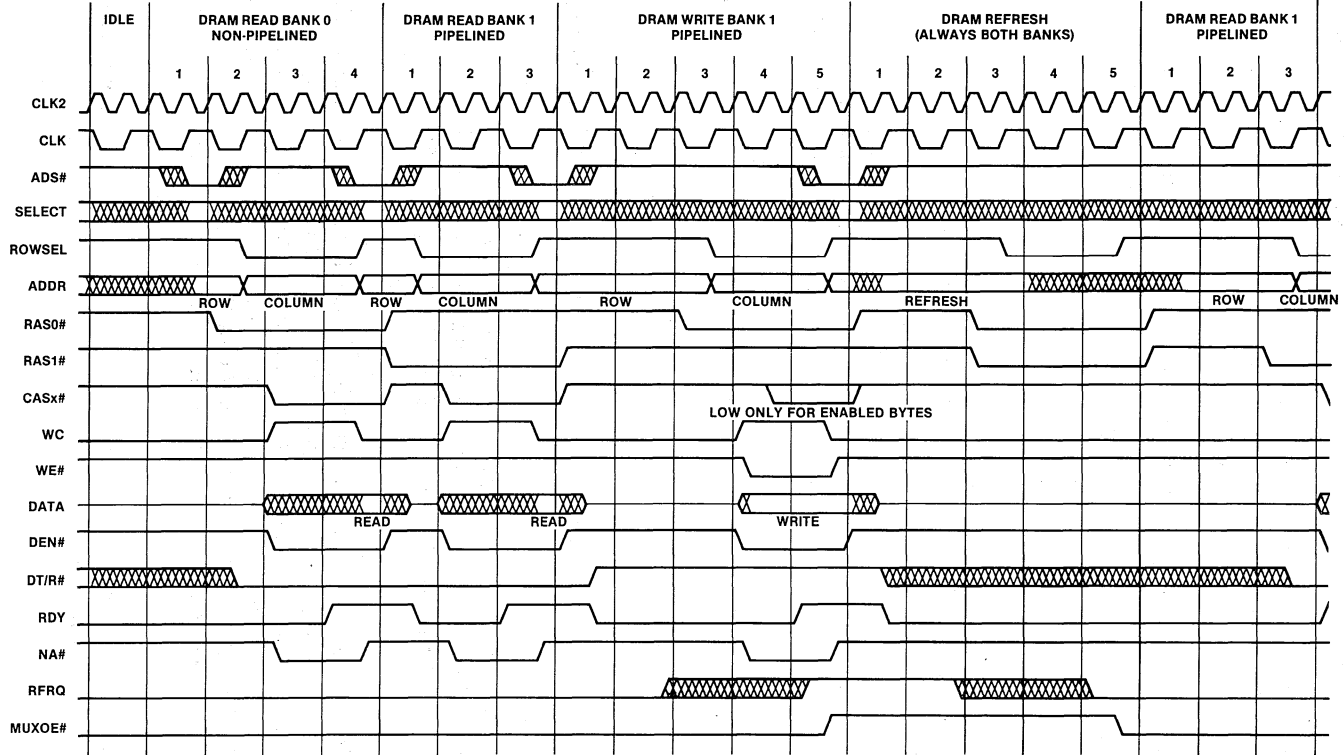 IDLE
DRAM READ BANK 0
NON-PIPELINED
DRAM READ BANK 1
PIPELINED
DRAM WRITE BANK 1
PIPELINED
DRAM REFRESH
(ALWAYS BOTH BANKS)
DRAM READ BANK 1
PIPELINED
1 2 3 4 1 2 3 1 2 3 4 5 1 2 3 4 5 1 2 3
CLK2
CLK
ADS#
SELECT
ROWSEL
ADDR
ROW COLUMN ROW COLUMN ROW COLUMN REFRESH ROW COLUMN
RAS0#
RAS1#
CASx#
LOW ONLY FOR ENABLED BYTES
WC
WE#
DATA
READ READ WRITE
DEN#
DT/R#
RDY
NA#
RFRQ
MUXOE#